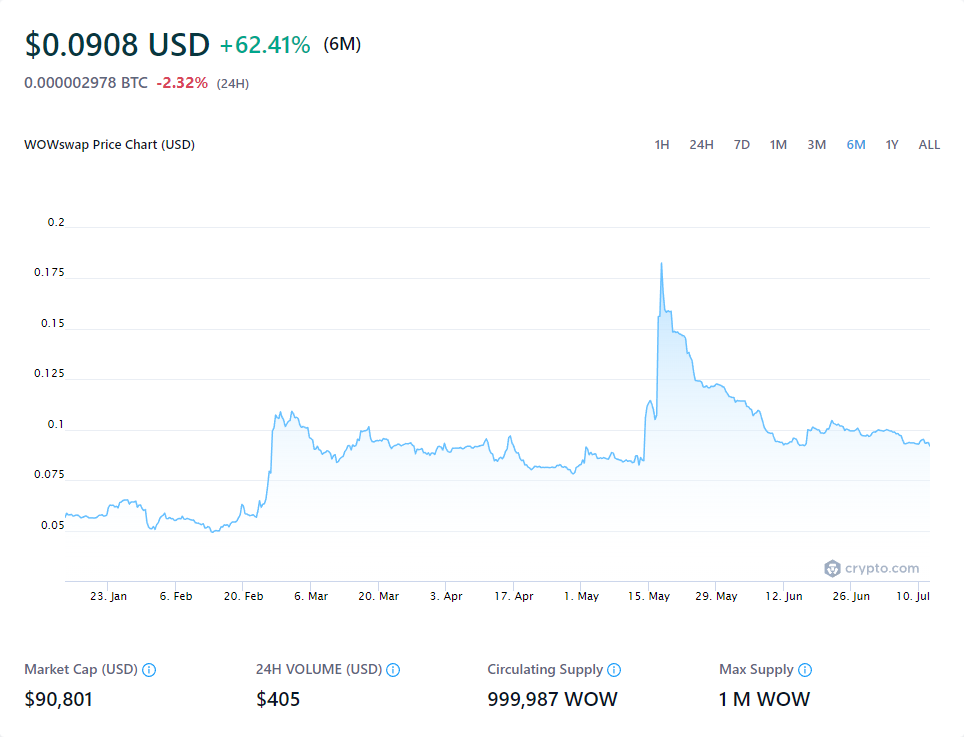 $0.0908 USD +62.41% (6M)
0.000002978 BTC -2.32% (24H)
WOWswap Price Chart (USD) 1H 24H 7D 1M 3M 6M 1Y ALL
0.2
0.175
0.15
0.125
0.1
0.075
0.05
crypto.com
23. Jan 6. Feb 20. Feb 6. Mar 20. Mar 3. Apr 17. Apr 1. May 15. May 29. May 12. Jun 26. Jun 10. Jul
Market Cap (USD) 24H VOLUME (USD) Circulating Supply Max Supply
$90,801 $405 999,987 WOW 1 M WOW